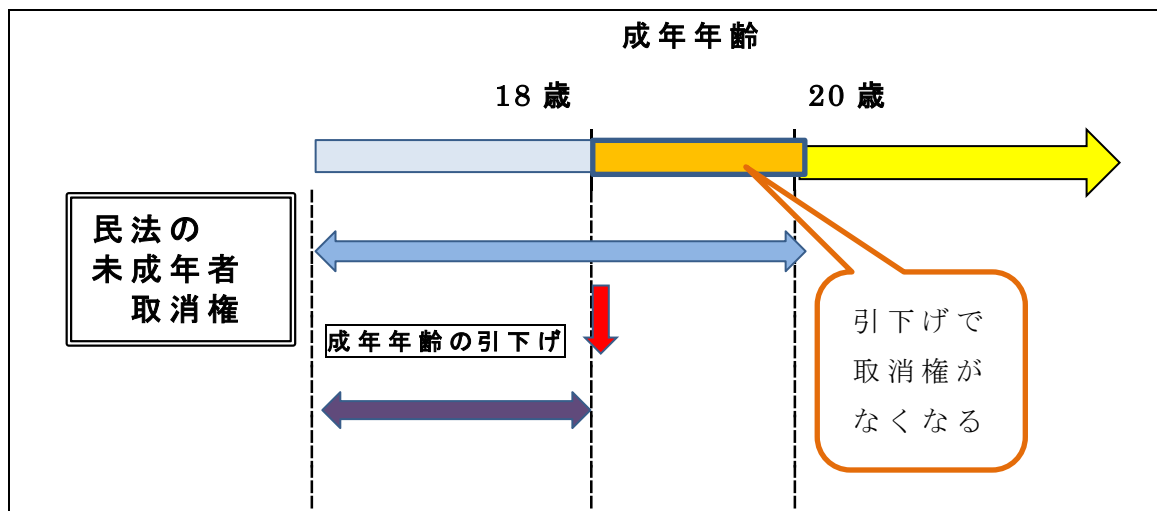 成年年齢
18歳
20歳
民法の
未成年者
取消権
成年年齢の引下げ
引下げで
取消権が
なくなる